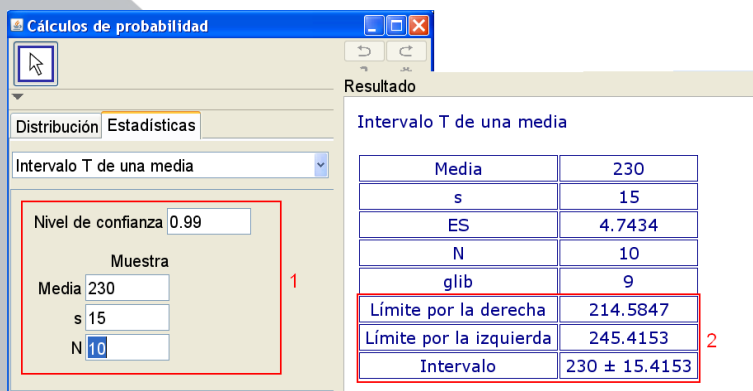 Cálculos de probabilidad
Distribución Estadísticas
Intervalo T de una media
Nivel de confianza 0.99
Muestra
Media 230
s 15
N 10
1
Resultado
Intervalo T de una media
Media 230
s 15
ES 4.7434
N 10
glib 9
Límite por la derecha 214.5847
Límite por la izquierda 245.4153
Intervalo 230 ± 15.4153
2